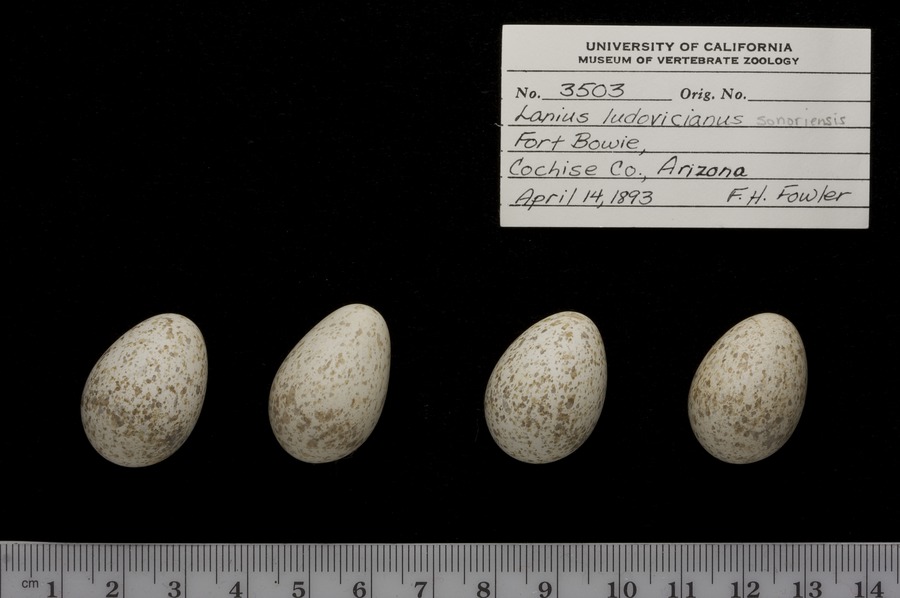 UNIVERSITY OF CALIFORNIA
MUSEUM OF VERTEBRATE ZOOLOGY
No. 3503 Orig. No.
Lanius ludovicianus sonoriensis
Fort Bowie,
Cochise Co., Arizona
April 14, 1893 F. H. Fowler
cm 1 2 3 4 5 6 7 8 9 10 11 12 13 14